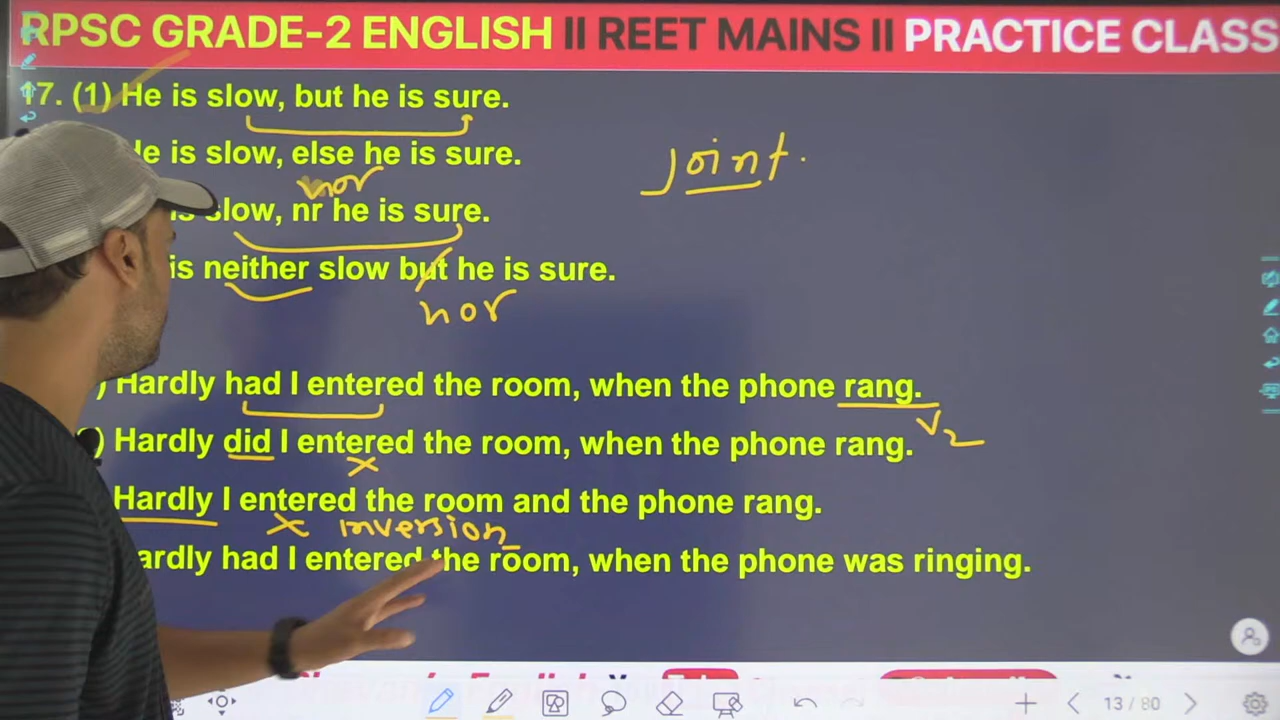 RPSC GRADE-2 ENGLISH II REET MAINS II PRACTICE CLASS
17. (1) He is slow, but he is sure.
He is slow, else he is sure.
nor
is slow, nr he is sure.
Joint.
is neither slow but he is sure.
nor
) Hardly had I entered the room, when the phone rang.
V2
) Hardly did I entered the room, when the phone rang.
x
Hardly I entered the room and the phone rang.
x inversion
Hardly had I entered the room, when the phone was ringing.
13 / 80